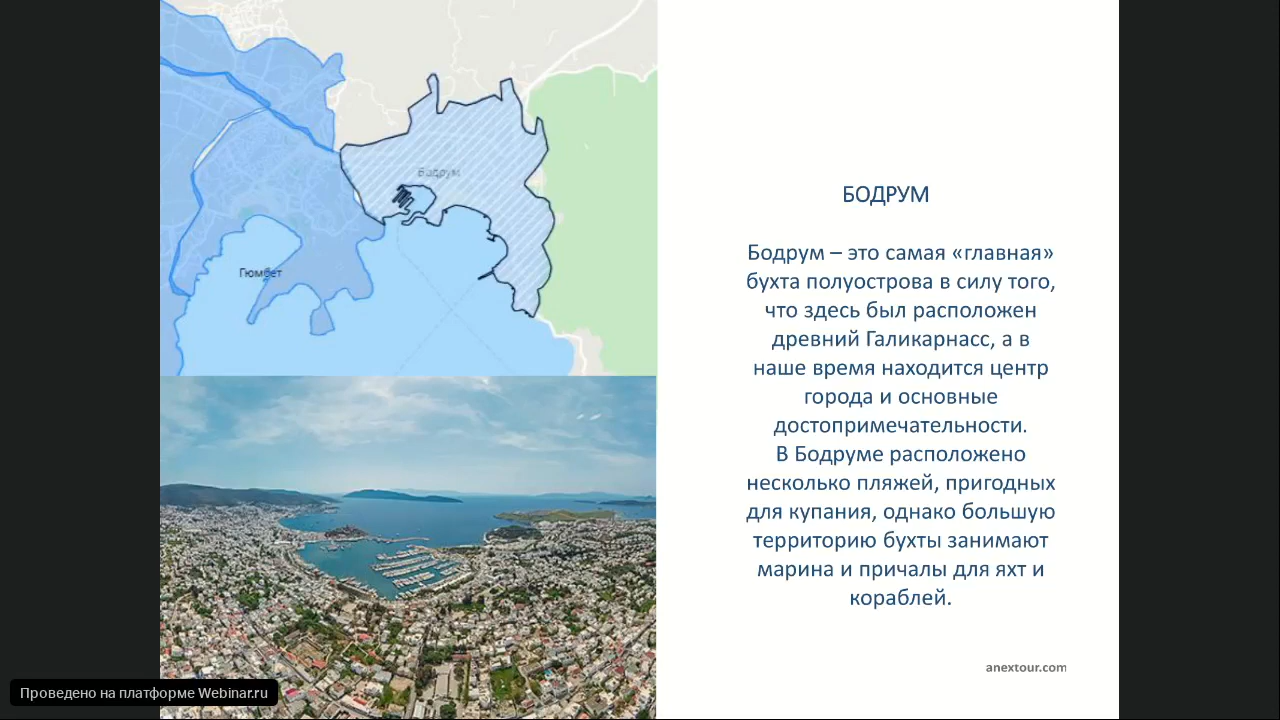 Бодрум
Гюмбет
БОДРУМ
Бодрум – это самая «главная»
бухта полуострова в силу того,
что здесь был расположен
древний Галикарнасс, а в
наше время находится центр
города и основные
достопримечательности.
В Бодруме расположено
несколько пляжей, пригодных
для купания, однако большую
территорию бухты занимают
марина и причалы для яхт и
кораблей.
anextour.com
Проведено на платформе Webinar.ru